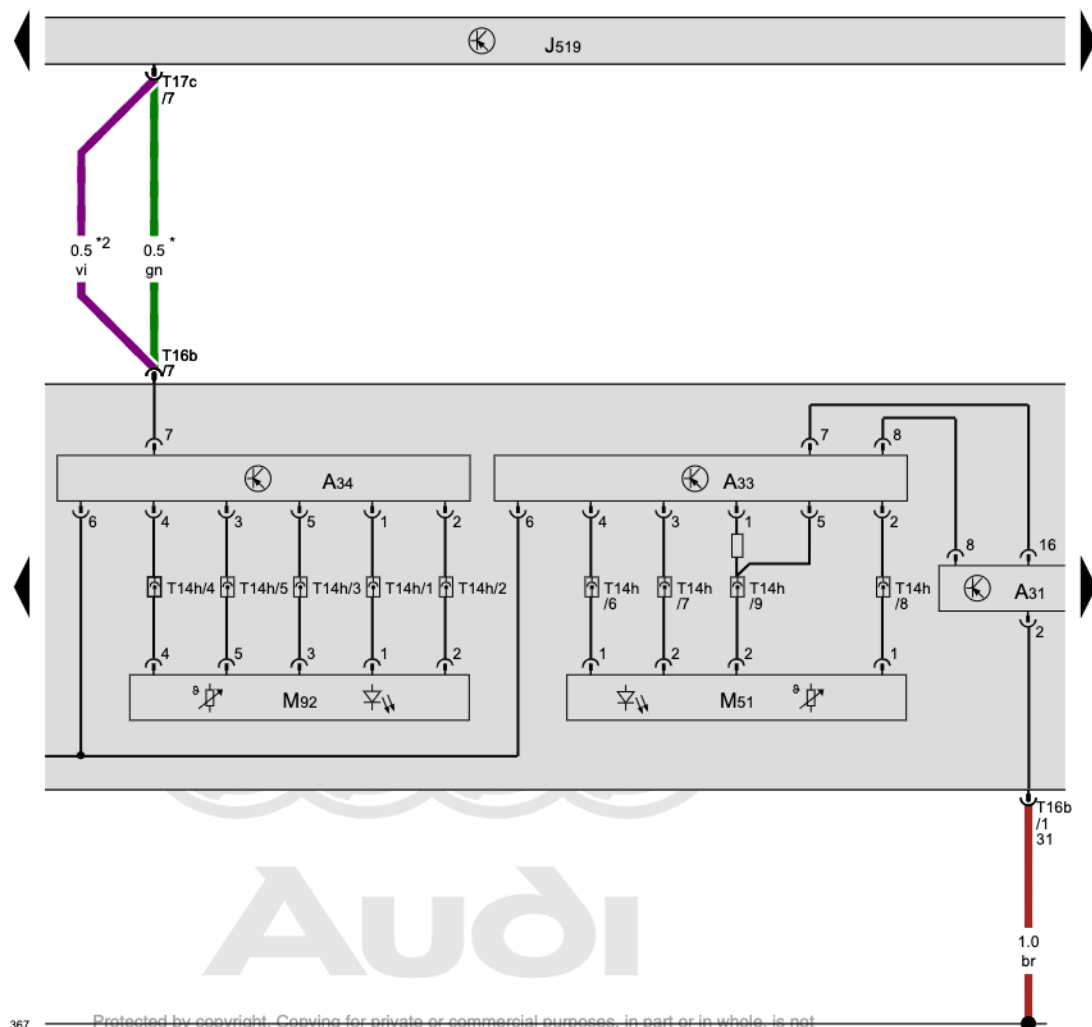 J519
T17c
/7
0.5 *2
vi
0.5 *
gn
T16b
/7
7
7
8
A34
A33
6
4
3
5
1
2
6
4
3
1
5
2
8
16
T14h/4
T14h/5
T14h/3
T14h/1
T14h/2
T14h
/6
T14h
/7
T14h
/9
T14h
/8
A31
2
4
5
3
1
2
1
2
2
1
ϑ
M92
M51
ϑ
T16b
/1
31
Audi
1.0
br
367
Protected by copyright. Copying for private or commercial purposes, in part or in whole, is not